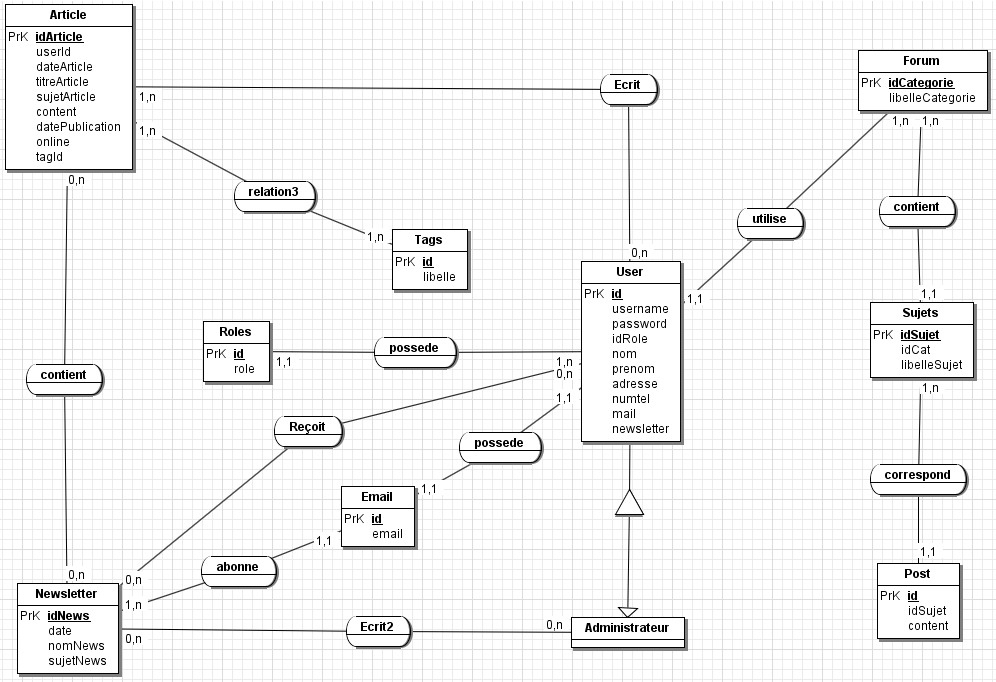 Article
PrK idArticle
userId
dateArticle
titreArticle
sujetArticle
content
datePublication
online
tagId
1,n
1,n
0,n
Ecrit
relation3
1,n
Tags
PrK id
libelle
Forum
PrK idCategorie
libelleCategorie
1,n 1,n
contient
utilise
0,n
1,1
User
PrK id
username
password
idRole
nom
prenom
adresse
numtel
mail
newsletter
1,1
Sujets
PrK idSujet
idCat
libelleSujet
1,n
Roles
PrK id
role
1,1
possede
1,n
0,n
1,1
contient
Reçoit
possede
1,1
correspond
Email
PrK id
email
1,1
abonne
1,1
Post
PrK id
idSujet
content
0,n
0,n
1,n
0,n
Newsletter
PrK idNews
date
nomNews
sujetNews
Ecrit2
0,n
Administrateur